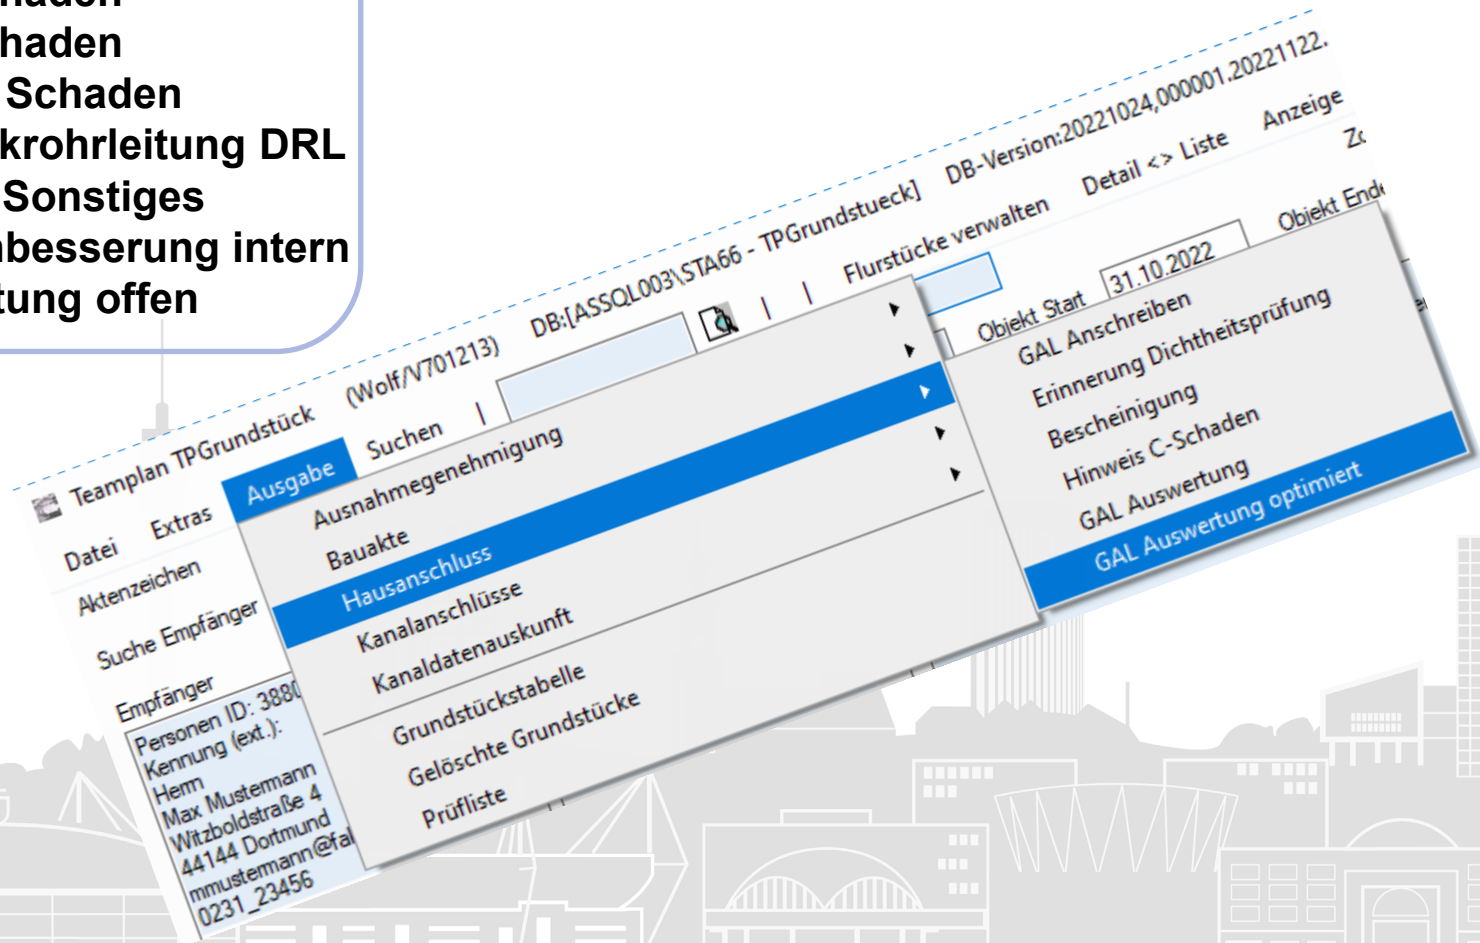 Schaden
krohrleitung DRL
Sonstiges
besserung intern
tung offen
Teamplan TPGrundstück (Wolf/V701213) DB:[ASSQL003\STA66 - TPGrundstueck] DB-Version:20221024,000001.20221122.
Datei Extras Ausgabe Suchen | | | Flurstücke verwalten Detail <> Liste Anzeige
Aktenzeichen
Objekt Start 31.10.2022 Objekt Ende
Suche Empfänger
Empfänger
Personen ID: 3880
Kennung (ext.):
Herrn
Max Mustermann
Witzboldstraße 4
44144 Dortmund
mmustermann@fal
0231_23456
Ausnahmegenehmigung
Bauakte
Hausanschluss
Kanalanschlüsse
Kanaldatenauskunft
Grundstückstabelle
Gelöschte Grundstücke
Prüfliste
GAL Anschreiben
Erinnerung Dichtheitsprüfung
Bescheinigung
Hinweis C-Schaden
GAL Auswertung
GAL Auswertung optimiert